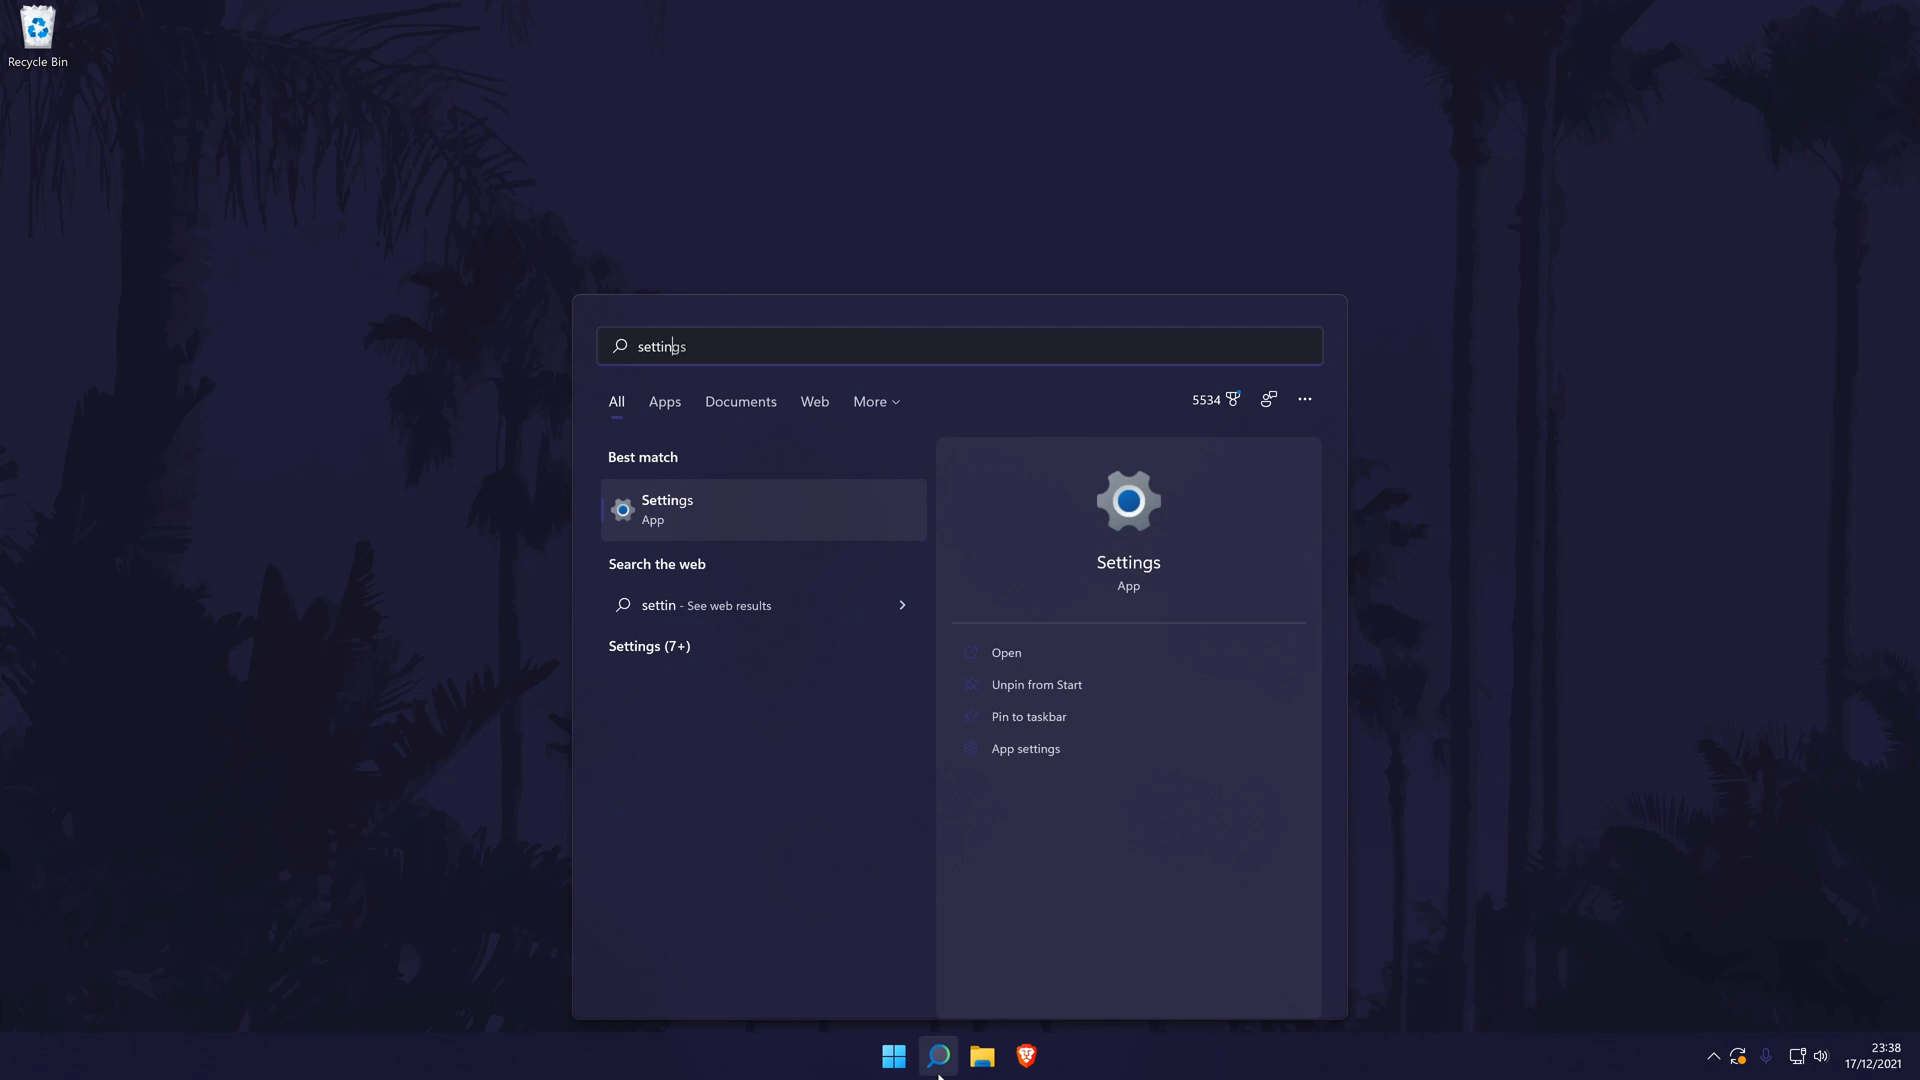 Recycle Bin
settings
All Apps Documents Web More 5534
Best match
Settings
App
Search the web
settin - See web results
Settings (7+)
Settings
App
Open
Unpin from Start
Pin to taskbar
App settings
23:38
17/12/2021